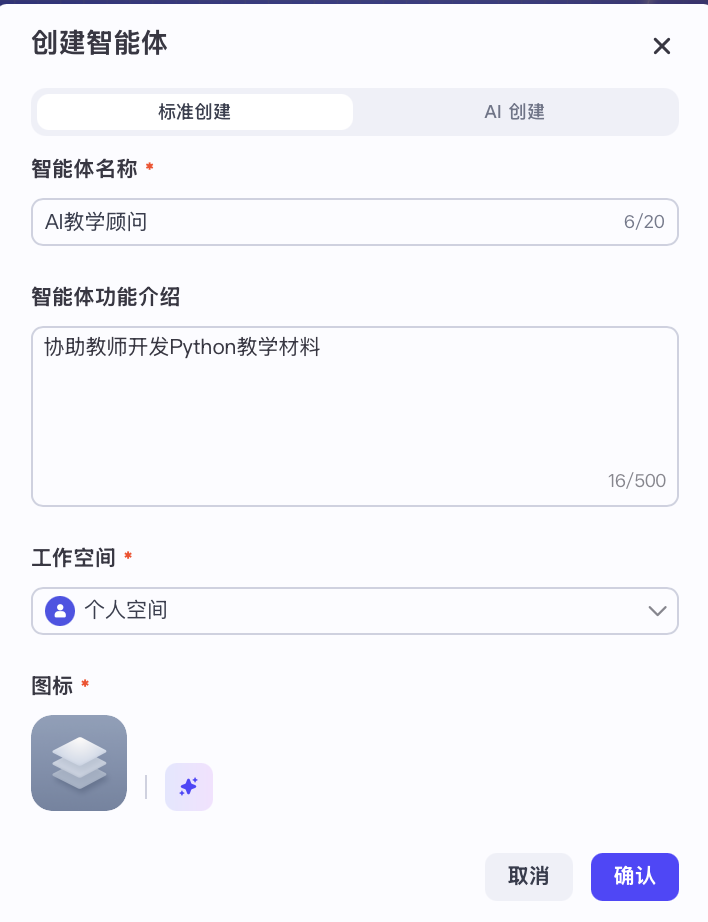 创建智能体
标准创建
AI 创建
智能体名称 *
AI教学顾问
6/20
智能体功能介绍
协助教师开发Python教学材料
16/500
工作空间 *
个人空间
图标 *
取消
确认